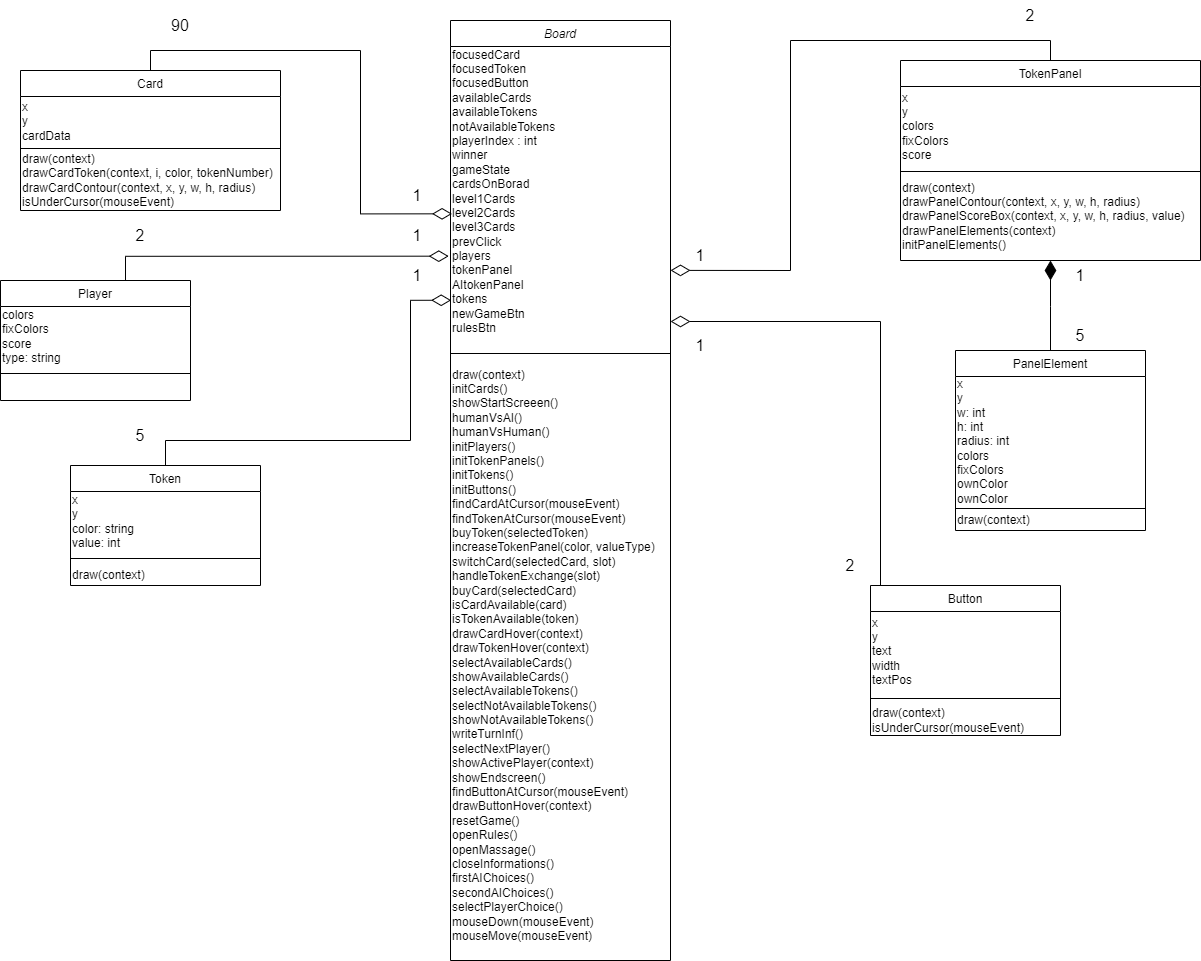 90
Card
x
y
cardData
draw(context)
drawCardToken(context, i, color, tokenNumber)
drawCardContour(context, x, y, w, h, radius)
isUnderCursor(mouseEvent)
1
2
1
Player
colors
fixColors
score
type: string
1
5
Token
x
y
color: string
value: int
draw(context)
Board
focusedCard
focusedToken
focusedButton
availableCards
availableTokens
notAvailableTokens
playerIndex : int
winner
gameState
cardsOnBorad
level1Cards
level2Cards
level3Cards
prevClick
players
tokenPanel
AItokenPanel
tokens
newGameBtn
rulesBtn
draw(context)
initCards()
showStartScreeen()
humanVsAI()
humanVsHuman()
initPlayers()
initTokenPanels()
initTokens()
initButtons()
findCardAtCursor(mouseEvent)
findTokenAtCursor(mouseEvent)
buyToken(selectedToken)
increaseTokenPanel(color, valueType)
switchCard(selectedCard, slot)
handleTokenExchange(slot)
buyCard(selectedCard)
isCardAvailable(card)
isTokenAvailable(token)
drawCardHover(context)
drawTokenHover(context)
selectAvailableCards()
showAvailableCards()
selectAvailableTokens()
selectNotAvailableTokens()
showNotAvailableTokens()
writeTurnInf()
selectNextPlayer()
showActivePlayer(context)
showEndscreen()
findButtonAtCursor(mouseEvent)
drawButtonHover(context)
resetGame()
openRules()
openMassage()
closeInformations()
firstAIChoices()
secondAIChoices()
selectPlayerChoice()
mouseDown(mouseEvent)
mouseMove(mouseEvent)
2
1
TokenPanel
x
y
colors
fixColors
score
draw(context)
drawPanelContour(context, x, y, w, h, radius)
drawPanelScoreBox(context, x, y, w, h, radius, value)
drawPanelElements(context)
initPanelElements()
1
5
PanelElement
x
y
w: int
h: int
radius: int
colors
fixColors
ownColor
ownColor
draw(context)
1
2
Button
x
y
text
width
textPos
draw(context)
isUnderCursor(mouseEvent)